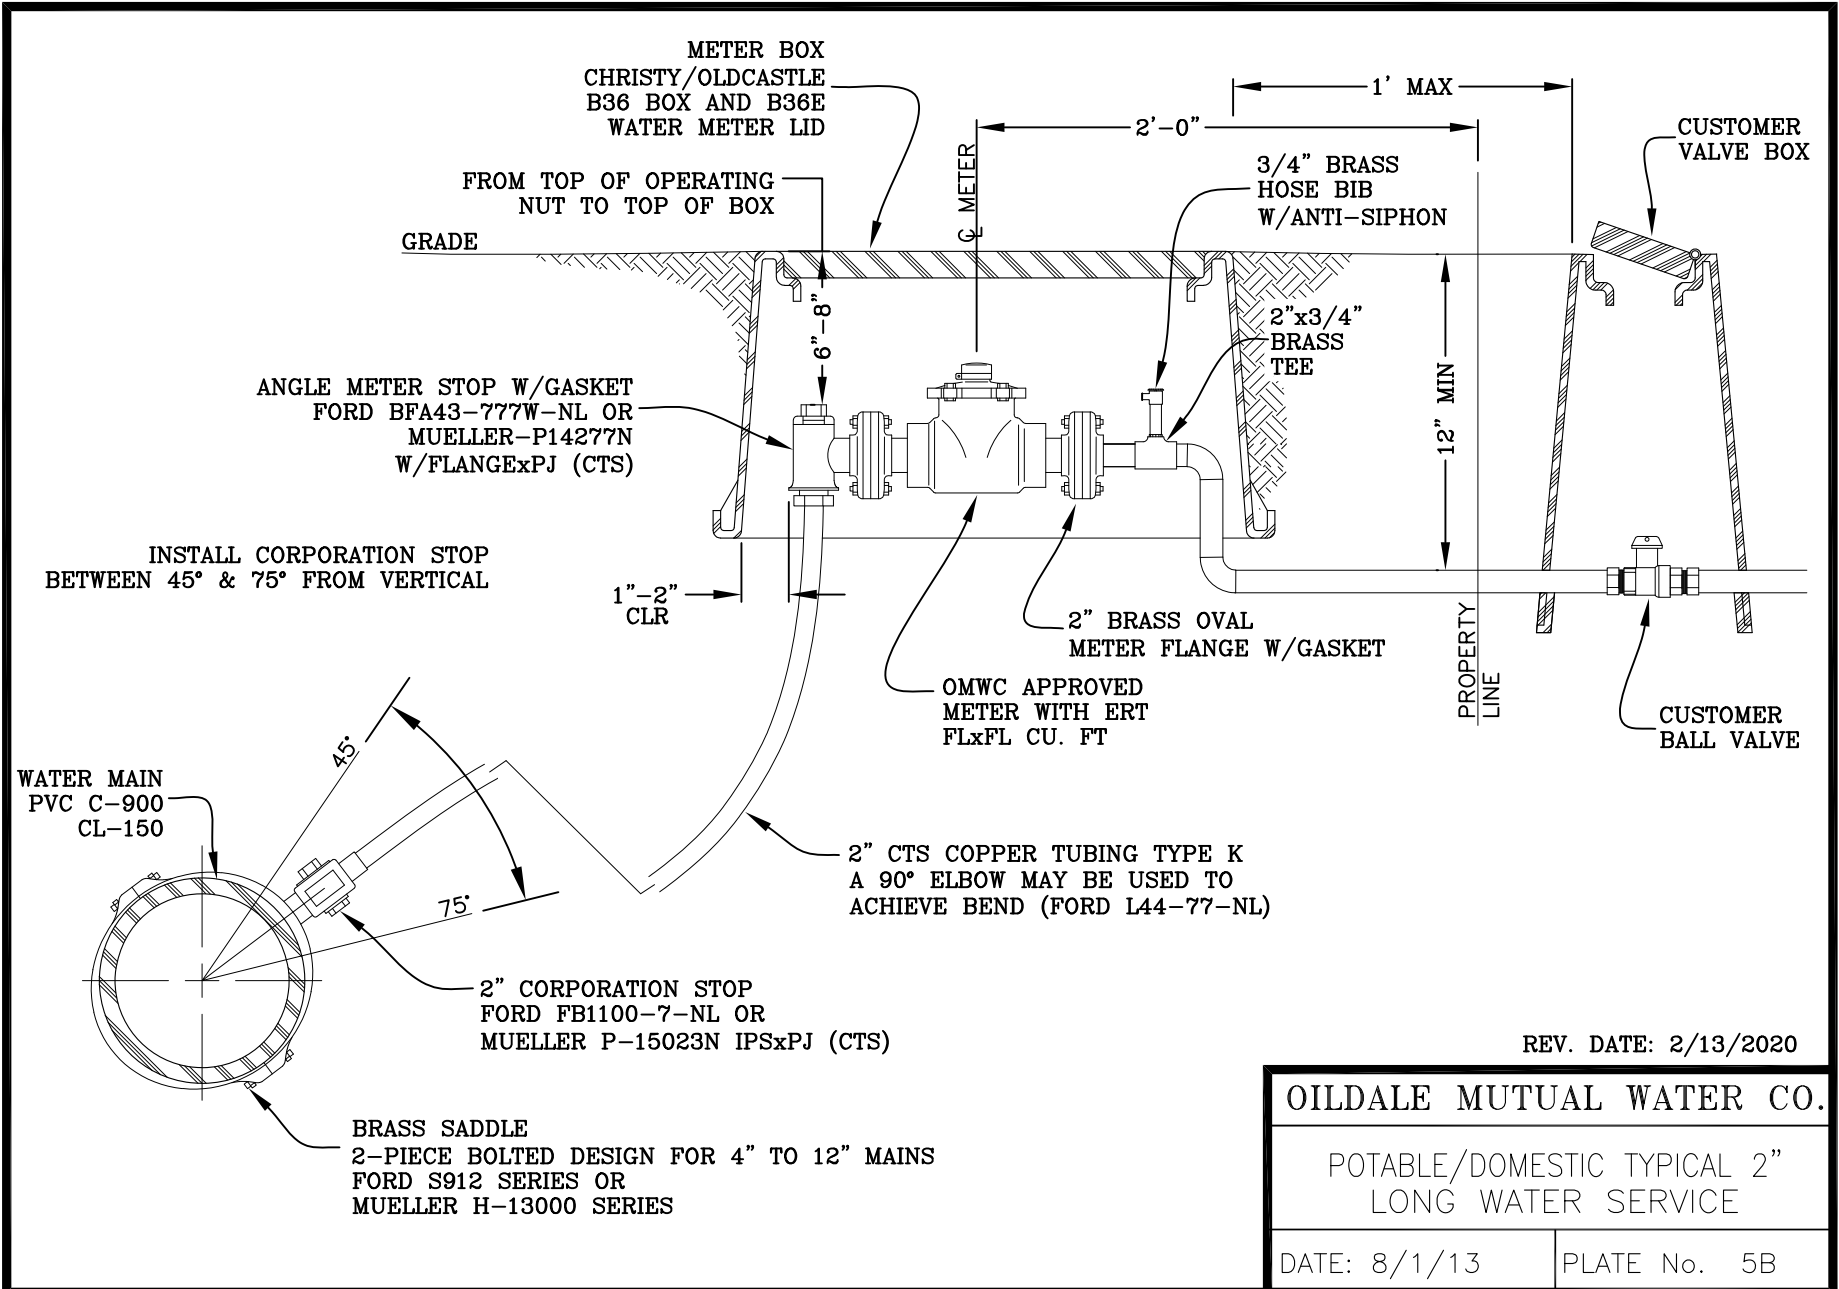 METER BOX
CHRISTY/OLDCASTLE
B36 BOX AND B36E
WATER METER LID
1' MAX
2'-0"
CUSTOMER
VALVE BOX
FROM TOP OF OPERATING
NUT TO TOP OF BOX
℄ METER
3/4" BRASS
HOSE BIB
W/ANTI-SIPHON
GRADE
6"-8"
2"x3/4"
BRASS
TEE
12" MIN
ANGLE METER STOP W/GASKET
FORD BFA43-777W-NL OR
MUELLER-P14277N
W/FLANGExPJ (CTS)
INSTALL CORPORATION STOP
BETWEEN 45° & 75° FROM VERTICAL
1"-2"
CLR
2" BRASS OVAL
METER FLANGE W/GASKET
PROPERTY
LINE
OMWC APPROVED
METER WITH ERT
FLxFL CU. FT
CUSTOMER
BALL VALVE
45°
WATER MAIN
PVC C-900
CL-150
75°
2" CTS COPPER TUBING TYPE K
A 90° ELBOW MAY BE USED TO
ACHIEVE BEND (FORD L44-77-NL)
2" CORPORATION STOP
FORD FB1100-7-NL OR
MUELLER P-15023N IPSxPJ (CTS)
BRASS SADDLE
2-PIECE BOLTED DESIGN FOR 4" TO 12" MAINS
FORD S912 SERIES OR
MUELLER H-13000 SERIES
REV. DATE: 2/13/2020
OILDALE MUTUAL WATER CO.
POTABLE/DOMESTIC TYPICAL 2"
LONG WATER SERVICE
DATE: 8/1/13
PLATE No. 5B